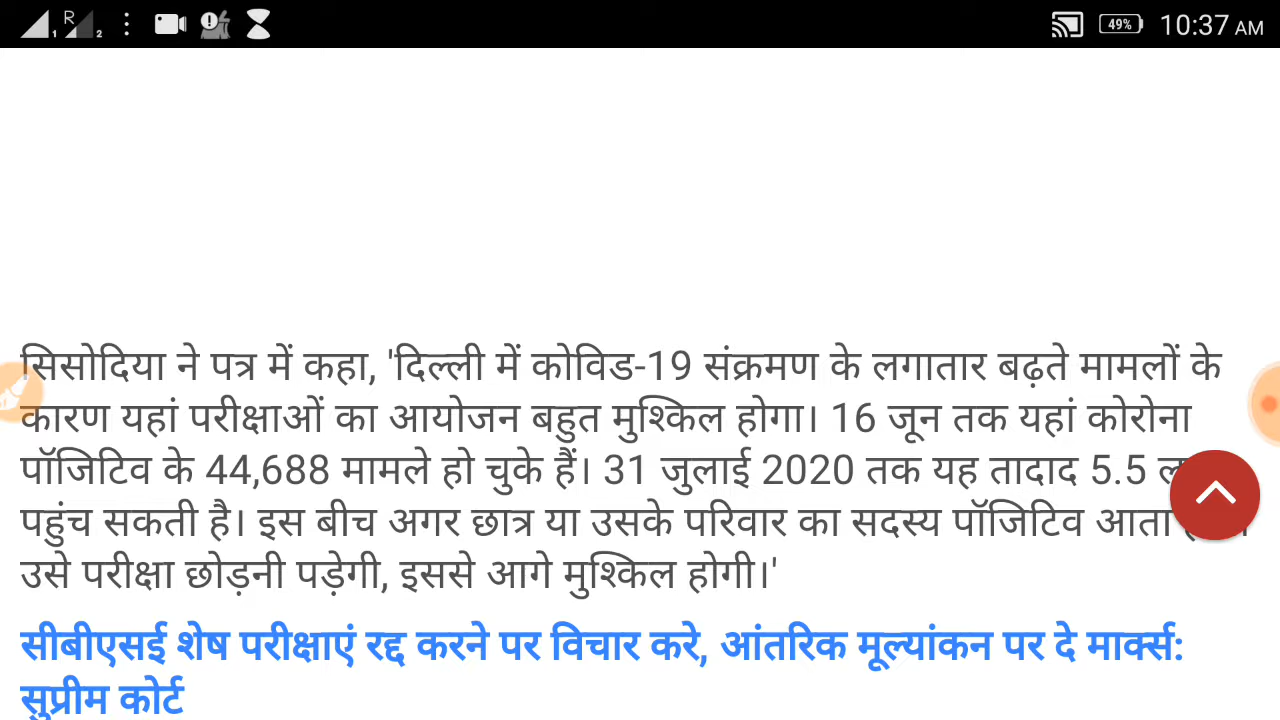 R 1 2 49% 10:37 AM
सिसोदिया ने पत्र में कहा, 'दिल्ली में कोविड-19 संक्रमण के लगातार बढ़ते मामलों के
कारण यहां परीक्षाओं का आयोजन बहुत मुश्किल होगा। 16 जून तक यहां कोरोना
पॉजिटिव के 44,688 मामले हो चुके हैं। 31 जुलाई 2020 तक यह तादाद 5.5
पहुंच सकती है। इस बीच अगर छात्र या उसके परिवार का सदस्य पॉजिटिव आता
उसे परीक्षा छोड़नी पड़ेगी, इससे आगे मुश्किल होगी।'
सीबीएसई शेष परीक्षाएं रद्द करने पर विचार करे, आंतरिक मूल्यांकन पर दे मार्क्स:
सुप्रीम कोर्ट